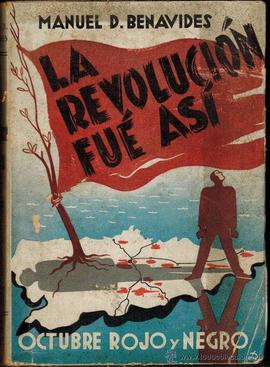 MANUEL D. BENAVIDES
LA
REVOLUCIÓN
FUÉ ASÍ
OCTUBRE ROJO Y NEGRO